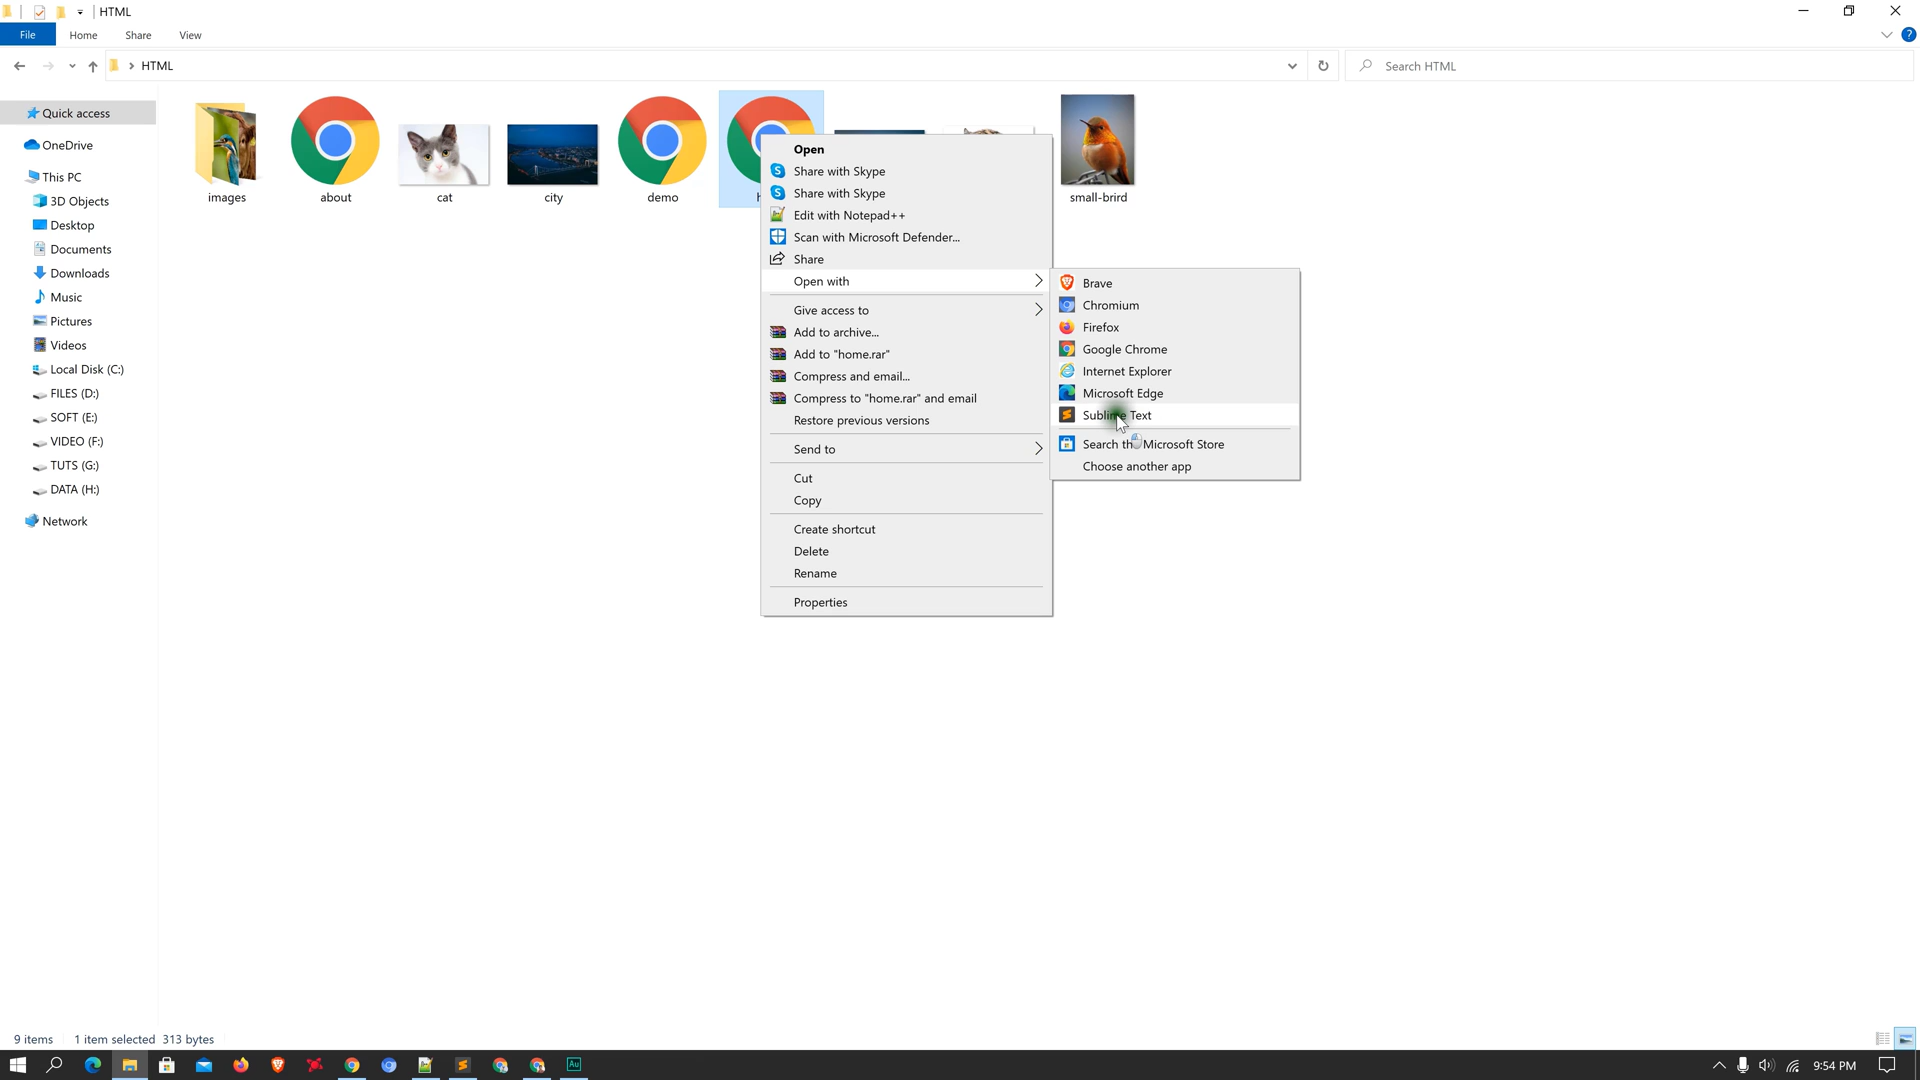 HTML
File
Home
Share
View
HTML
Search HTML
Quick access
OneDrive
This PC
3D Objects
Desktop
Documents
Downloads
Music
Pictures
Videos
Local Disk (C:)
FILES (D:)
SOFT (E:)
VIDEO (F:)
TUTS (G:)
DATA (H:)
Network
images
about
cat
city
demo
h
small-brird
Open
Share with Skype
Share with Skype
Edit with Notepad++
Scan with Microsoft Defender...
Share
Open with
Give access to
Add to archive...
Add to "home.rar"
Compress and email...
Compress to "home.rar" and email
Restore previous versions
Send to
Cut
Copy
Create shortcut
Delete
Rename
Properties
Brave
Chromium
Firefox
Google Chrome
Internet Explorer
Microsoft Edge
Sublime Text
Search the Microsoft Store
Choose another app
9 items
1 item selected 313 bytes
Au
9:54 PM